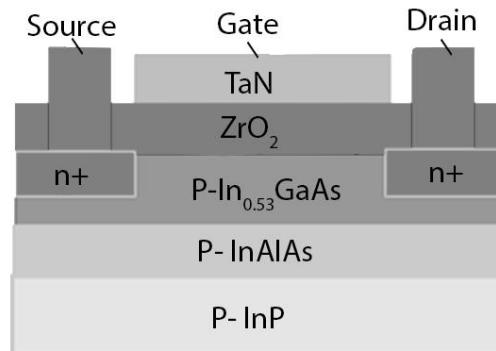 Source Gate Drain
TaN
ZrO₂
n+ P-In₀.₅₃GaAs n+
P- InAlAs
P- InP